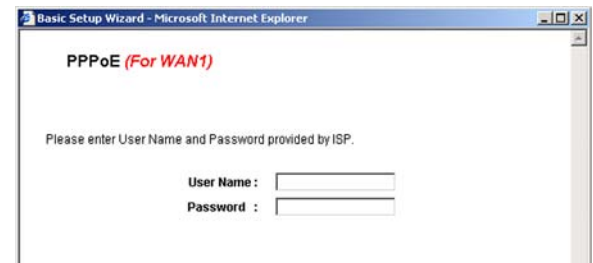 Basic Setup Wizard - Microsoft Internet Explorer
PPPoE (For WAN1)
Please enter User Name and Password provided by ISP.
User Name :
Password :